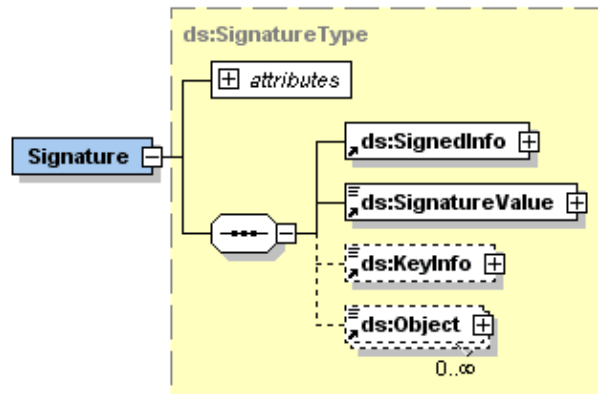 ds:SignatureType
attributes
Signature
ds:SignedInfo
ds:SignatureValue
ds:KeyInfo
ds:Object
0..∞